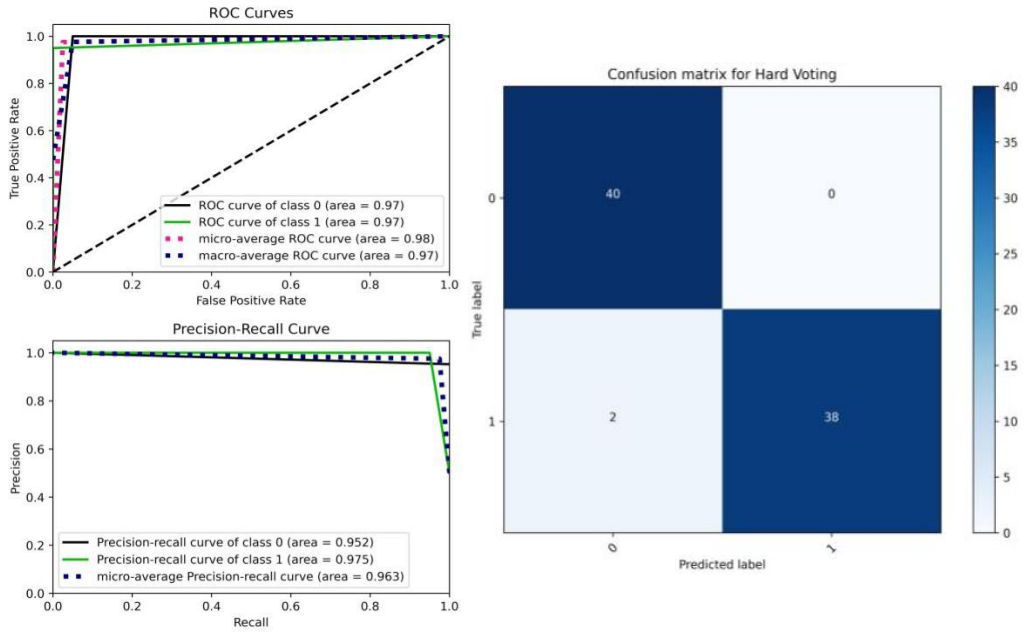 ROC Curves
True Positive Rate
1.0
0.8
0.6
0.4
0.2
0.0
ROC curve of class 0 (area = 0.97)
ROC curve of class 1 (area = 0.97)
micro-average ROC curve (area = 0.98)
macro-average ROC curve (area = 0.97)
0.0 0.2 0.4 0.6 0.8 1.0
False Positive Rate
Precision-Recall Curve
Precision
1.0
0.8
0.6
0.4
0.2
0.0
Precision-recall curve of class 0 (area = 0.952)
Precision-recall curve of class 1 (area = 0.975)
micro-average Precision-recall curve (area = 0.963)
0.0 0.2 0.4 0.6 0.8 1.0
Recall
Confusion matrix for Hard Voting
True label
0
40 0
1
2 38
0 1
Predicted label
40
35
30
25
20
15
10
5
0